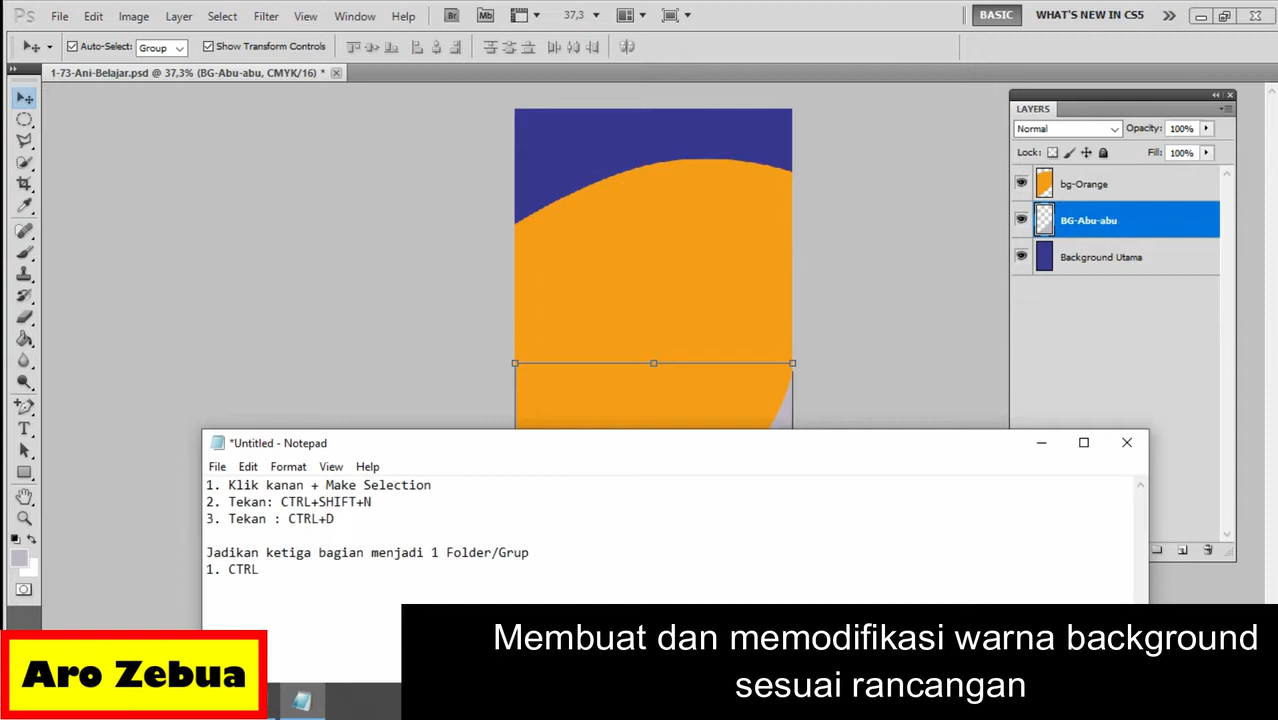 Ps File Edit Image Layer Select Filter Analysis View Window Help Br Mb 37,3 BASIC WHAT'S NEW IN CS5
Auto-Select: Group Show Transform Controls
1-73-Ani-Belajar.psd @ 37,3% (BG-Abu-abu, CMYK/16) *
LAYERS
Normal Opacity: 100%
Lock: Fill: 100%
bg-Orange
BG-Abu-abu
Background Utama
*Untitled - Notepad
File Edit Format View Help
1. Klik kanan + Make Selection
2. Tekan: CTRL+SHIFT+N
3. Tekan : CTRL+D
Jadikan ketiga bagian menjadi 1 Folder/Grup
1. CTRL
Membuat dan memodifikasi warna background
sesuai rancangan
Aro Zebua